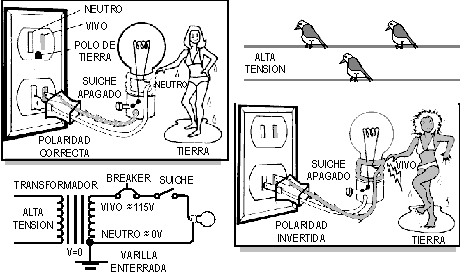 NEUTRO
VIVO
POLO DE
TIERRA
SUICHE
APAGADO
NEUTRO
POLARIDAD
CORRECTA
TIERRA
ALTA
TENSION
SUICHE
APAGADO
VIVO
POLARIDAD
INVERTIDA
TIERRA
TRANSFORMADOR
BREAKER
SUICHE
ALTA
TENSION
VIVO ≈ 115V
NEUTRO ≈ 0V
V=0
VARILLA
ENTERRADA